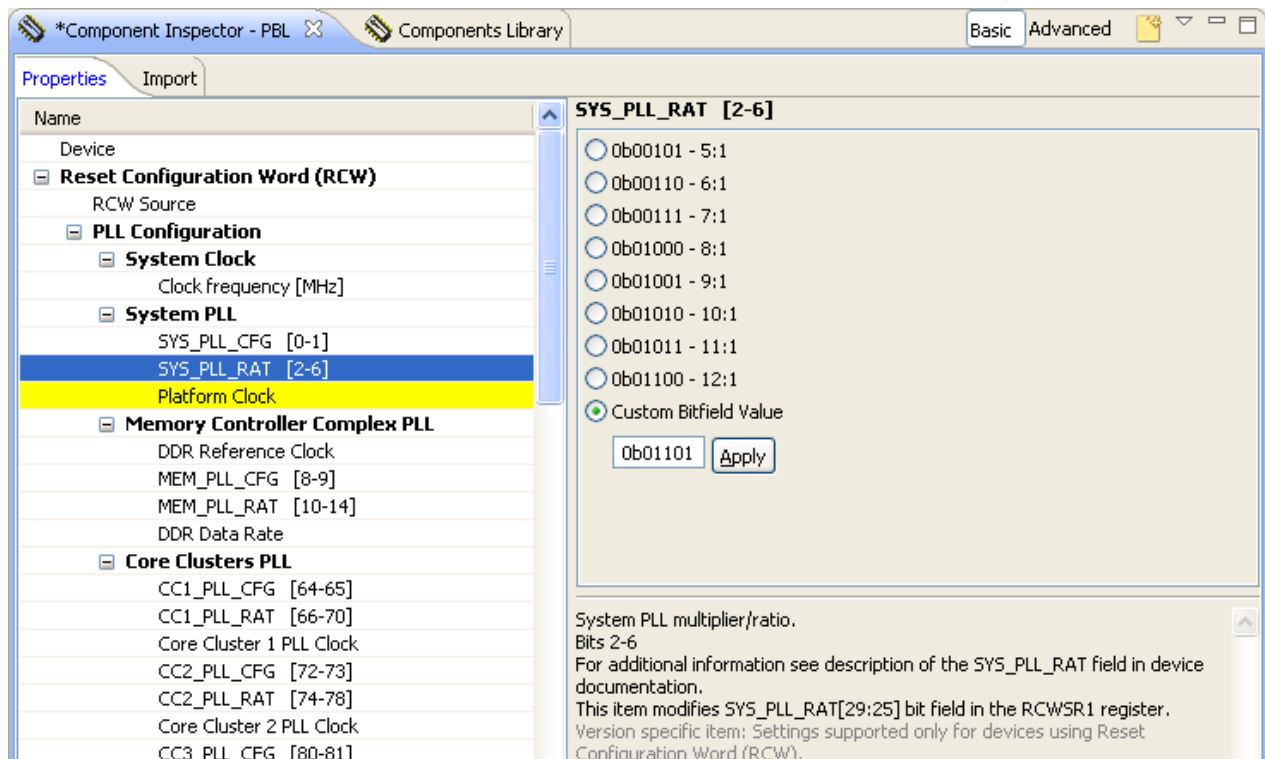 *Component Inspector - PBL
Components Library
Basic
Advanced
Properties
Import
Name
Device
Reset Configuration Word (RCW)
RCW Source
PLL Configuration
System Clock
Clock frequency [MHz]
System PLL
SYS_PLL_CFG [0-1]
SYS_PLL_RAT [2-6]
Platform Clock
Memory Controller Complex PLL
DDR Reference Clock
MEM_PLL_CFG [8-9]
MEM_PLL_RAT [10-14]
DDR Data Rate
Core Clusters PLL
CC1_PLL_CFG [64-65]
CC1_PLL_RAT [66-70]
Core Cluster 1 PLL Clock
CC2_PLL_CFG [72-73]
CC2_PLL_RAT [74-78]
Core Cluster 2 PLL Clock
CC3_PLL_CFG [80-81]
SYS_PLL_RAT [2-6]
0b00101 - 5:1
0b00110 - 6:1
0b00111 - 7:1
0b01000 - 8:1
0b01001 - 9:1
0b01010 - 10:1
0b01011 - 11:1
0b01100 - 12:1
Custom Bitfield Value
0b01101
Apply
System PLL multiplier/ratio.
Bits 2-6
For additional information see description of the SYS_PLL_RAT field in device
documentation.
This item modifies SYS_PLL_RAT[29:25] bit field in the RCWSR1 register.
Version specific item: Settings supported only for devices using Reset
Configuration Word (RCW).